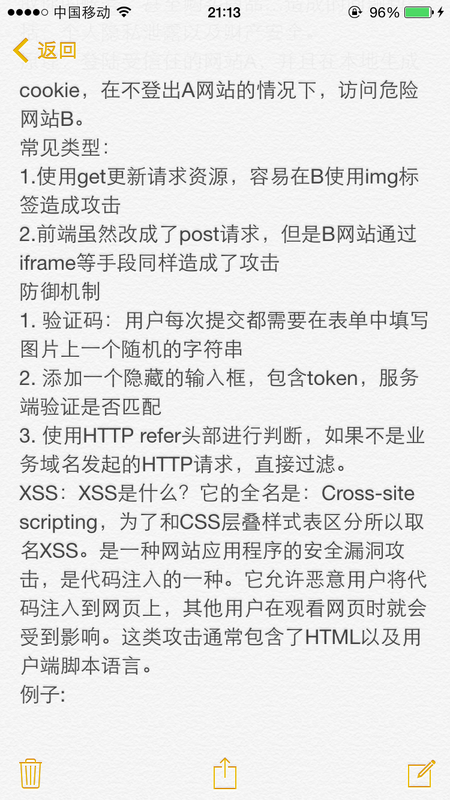 中国移动 21:13 96%
返回
cookie，在不登出A网站的情况下，访问危险
网站B。
常见类型：
1.使用get更新请求资源，容易在B使用img标
签造成攻击
2.前端虽然改成了post请求，但是B网站通过
iframe等手段同样造成了攻击
防御机制
1. 验证码：用户每次提交都需要在表单中填写
图片上一个随机的字符串
2. 添加一个隐藏的输入框，包含token，服务
端验证是否匹配
3. 使用HTTP refer头部进行判断，如果不是业
务域名发起的HTTP请求，直接过滤。
XSS：XSS是什么？它的全名是：Cross-site
scripting，为了和CSS层叠样式表区分所以取
名XSS。是一种网站应用程序的安全漏洞攻
击，是代码注入的一种。它允许恶意用户将代
码注入到网页上，其他用户在观看网页时就会
受到影响。这类攻击通常包含了HTML以及用
户端脚本语言。
例子: